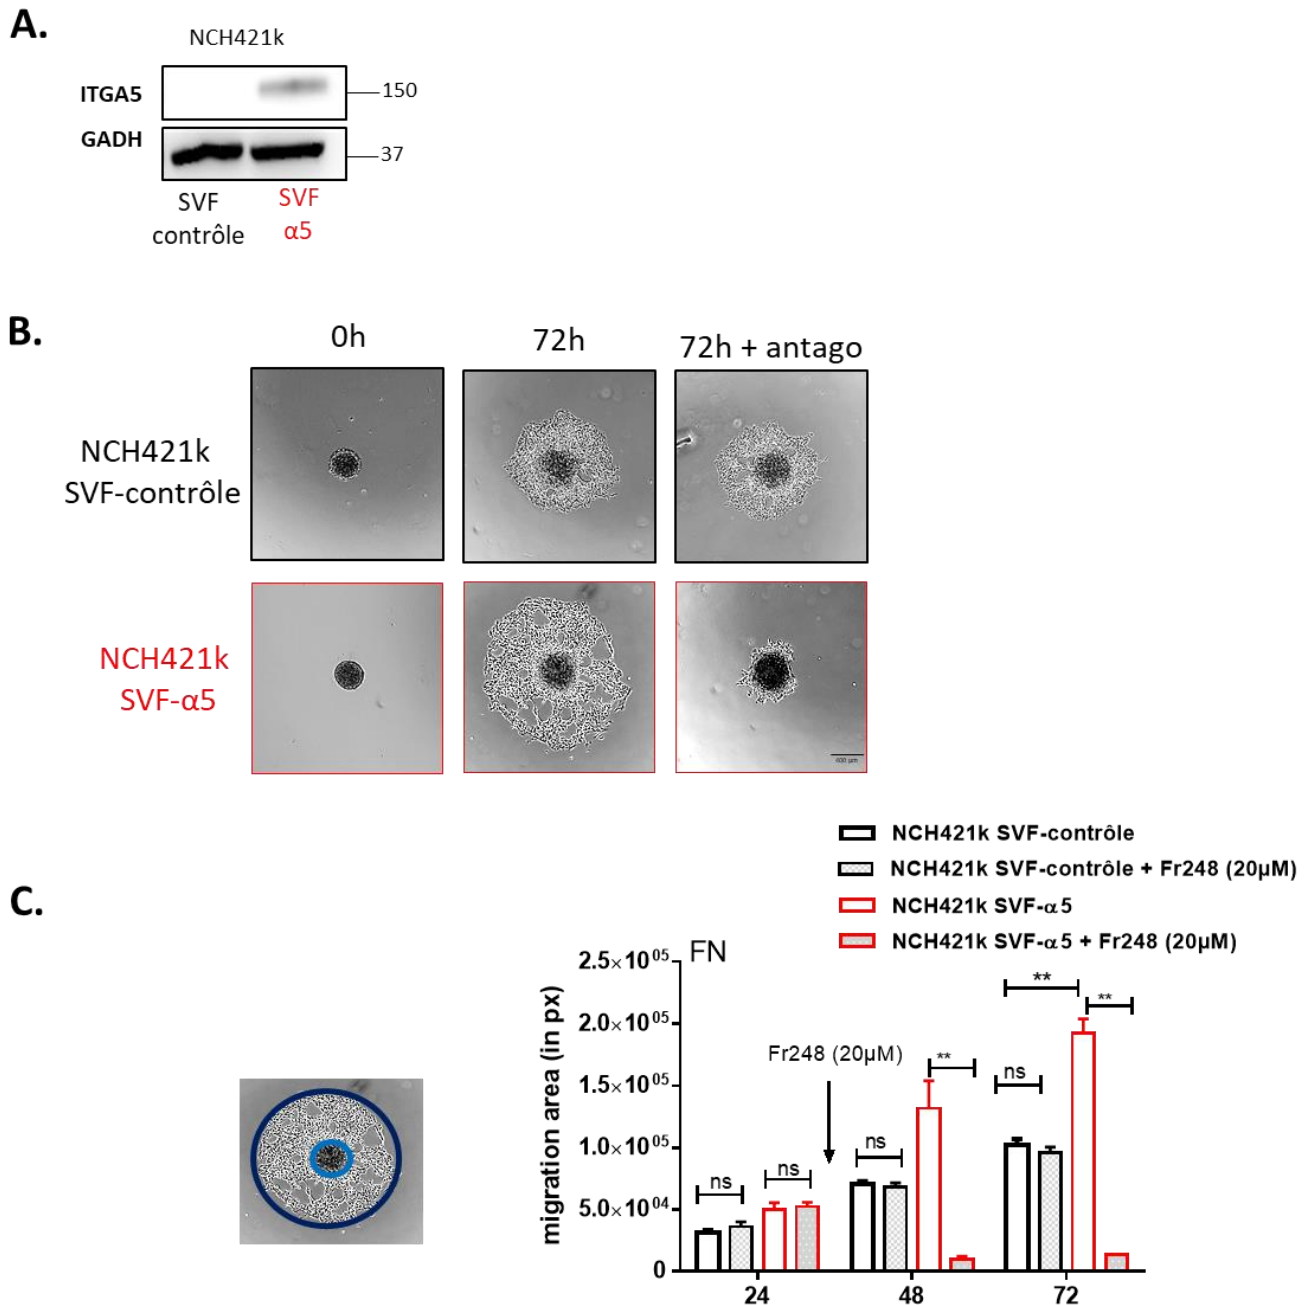 A.
NCH421k
ITGA5
150
GADH
37
SVF
contrôle
SVF
α5
B.
0h
72h
72h + antago
NCH421k
SVF-contrôle
NCH421k
SVF-α5
400 µm
C.
NCH421k SVF-contrôle
NCH421k SVF-contrôle + Fr248 (20µM)
NCH421k SVF-α5
NCH421k SVF-α5 + Fr248 (20µM)
FN
migration area (in px)
2.5×10⁰⁵
2.0×10⁰⁵
1.5×10⁰⁵
1.0×10⁰⁵
5.0×10⁰⁴
0
Fr248 (20µM)
ns
ns
ns
**
ns
**
**
24
48
72